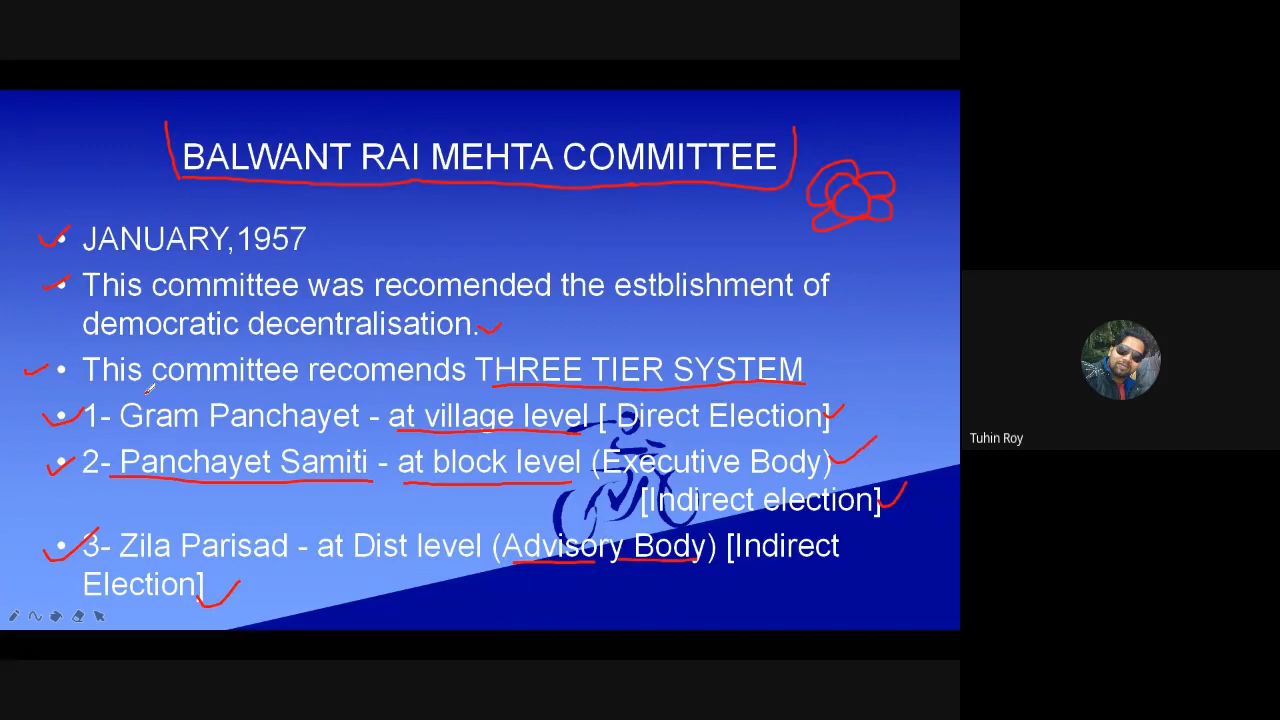 BALWANT RAI MEHTA COMMITTEE
• JANUARY,1957
• This committee was recomended the estblishment of
democratic decentralisation.
• This committee recomends THREE TIER SYSTEM
• 1- Gram Panchayet - at village level [ Direct Election]
• 2- Panchayet Samiti - at block level (Executive Body)
[Indirect election]
• 3- Zila Parisad - at Dist level (Advisory Body) [Indirect
Election]
Tuhin Roy